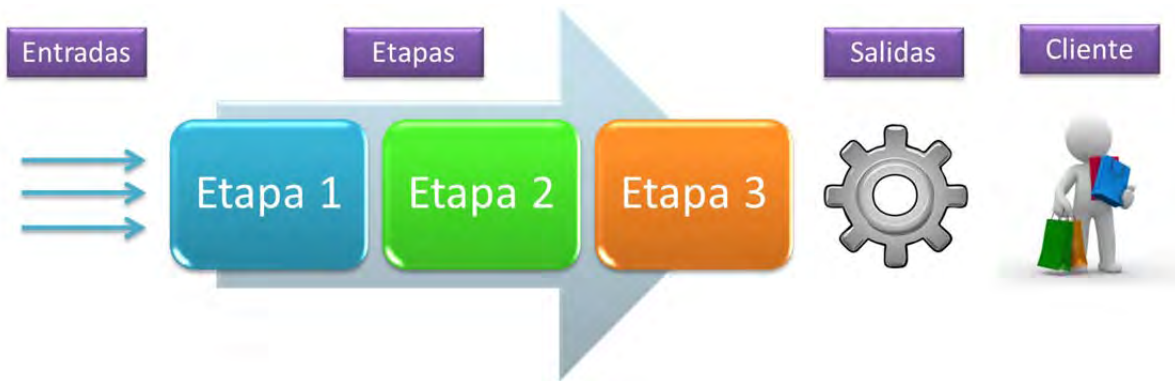 Entradas
Etapas
Salidas
Cliente
Etapa 1
Etapa 2
Etapa 3